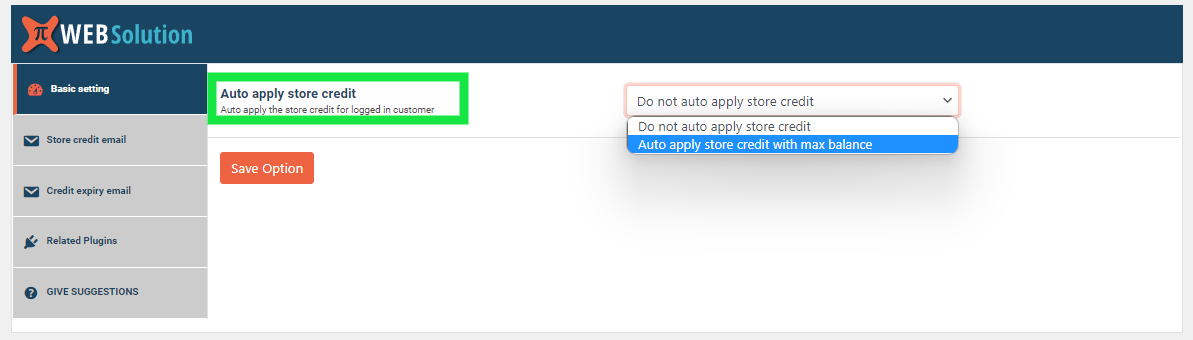 π WEB Solution
Basic setting
Store credit email
Credit expiry email
Related Plugins
GIVE SUGGESTIONS
Auto apply store credit
Auto apply the store credit for logged in customer
Do not auto apply store credit
Do not auto apply store credit
Auto apply store credit with max balance
Save Option